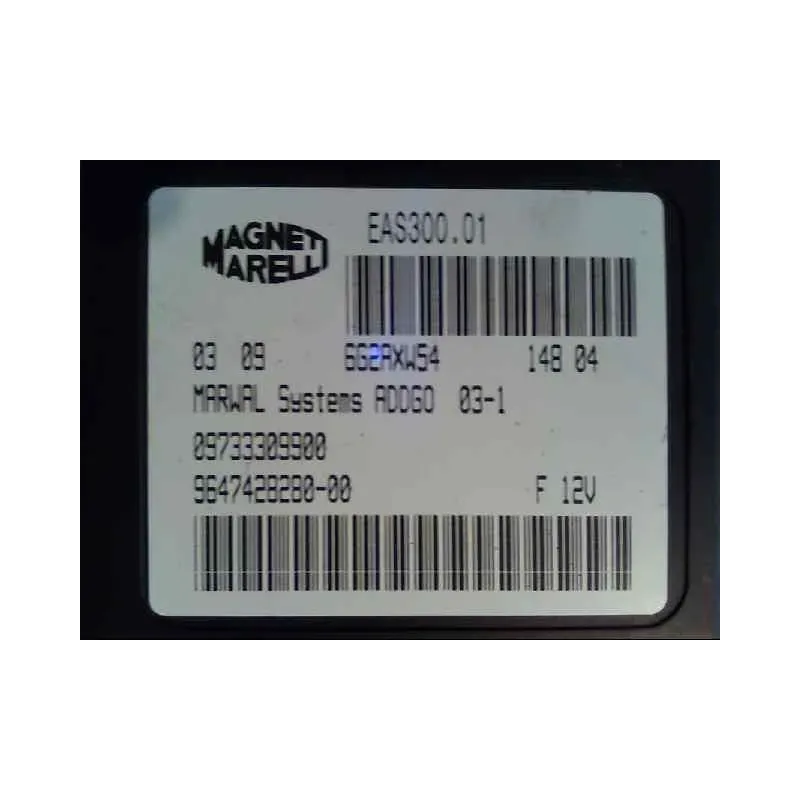 MAGNETI
MARELLI
EAS300.01
03 09 6G2AXW54 148 04
MARWAL Systems ADDGO 03-1
09733309900
9647428280-00 F 12V